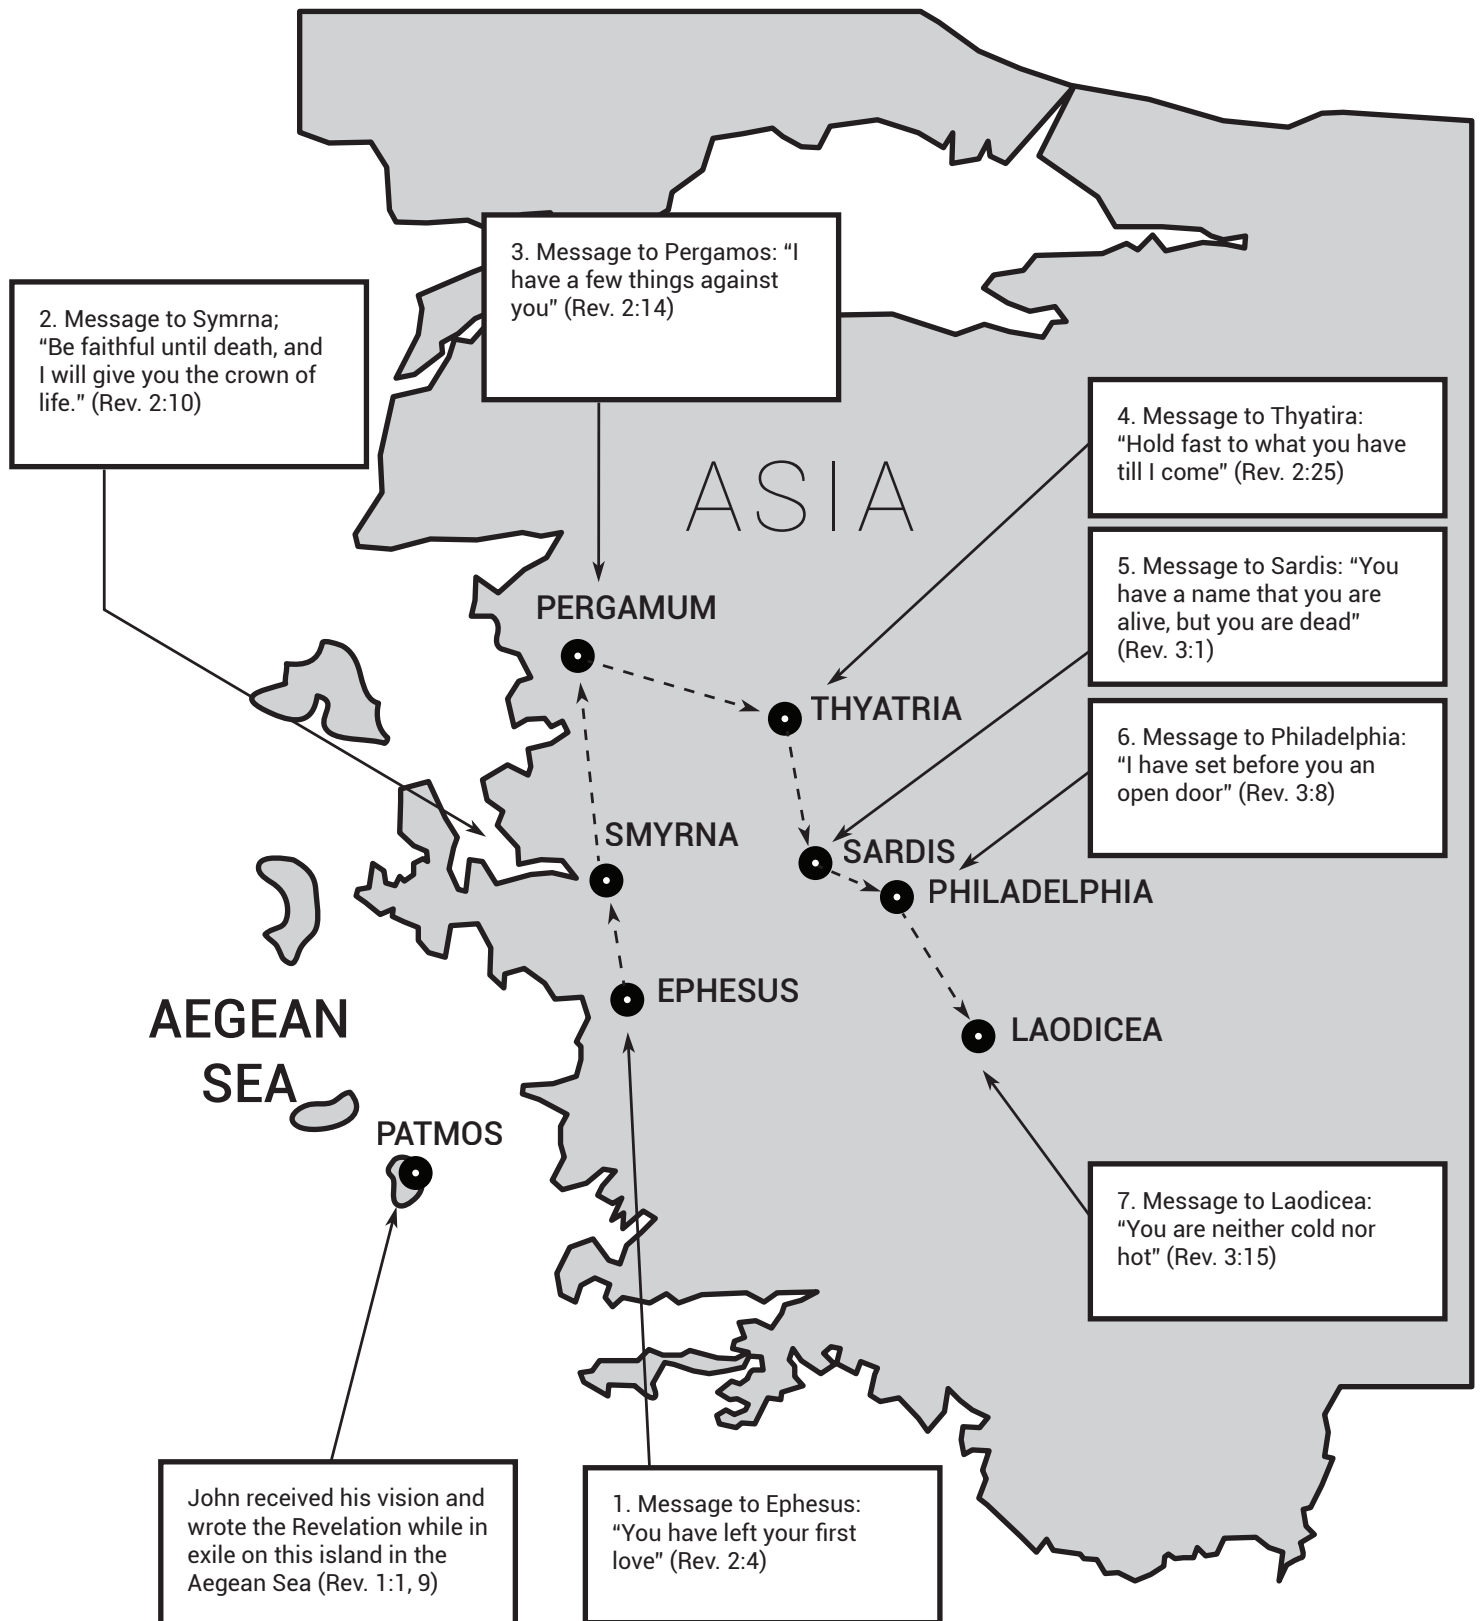 3. Message to Pergamos: “I
have a few things against
you” (Rev. 2:14)
2. Message to Symrna;
“Be faithful until death, and
I will give you the crown of
life.” (Rev. 2:10)
4. Message to Thyatira:
“Hold fast to what you have
till I come” (Rev. 2:25)
ASIA
5. Message to Sardis: “You
have a name that you are
alive, but you are dead”
(Rev. 3:1)
PERGAMUM
THYATRIA
6. Message to Philadelphia:
“I have set before you an
open door” (Rev. 3:8)
SMYRNA
SARDIS
PHILADELPHIA
EPHESUS
AEGEAN
SEA
LAODICEA
PATMOS
7. Message to Laodicea:
“You are neither cold nor
hot” (Rev. 3:15)
John received his vision and
wrote the Revelation while in
exile on this island in the
Aegean Sea (Rev. 1:1, 9)
1. Message to Ephesus:
“You have left your first
love” (Rev. 2:4)